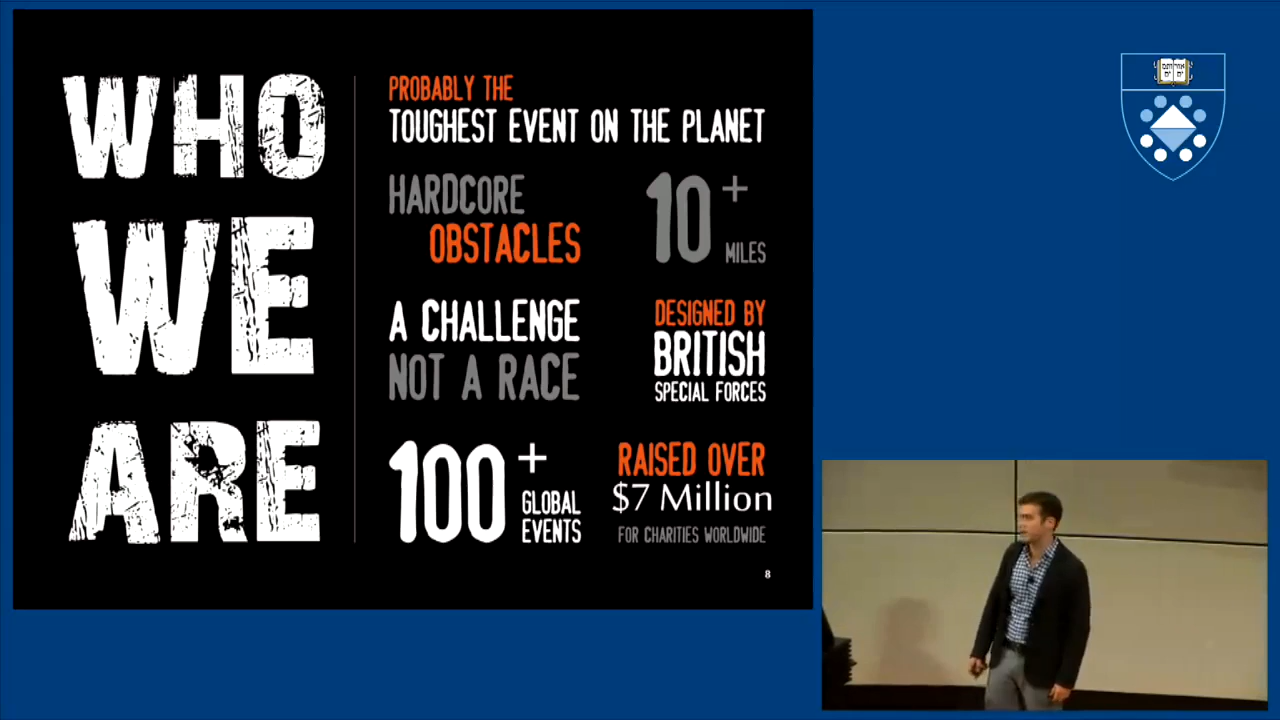 WHO
WE
ARE
PROBABLY THE
TOUGHEST EVENT ON THE PLANET
HARDCORE
OBSTACLES
10+
MILES
A CHALLENGE
NOT A RACE
DESIGNED BY
BRITISH
SPECIAL FORCES
100+
GLOBAL
EVENTS
RAISED OVER
$7 Million
FOR CHARITIES WORLDWIDE
8